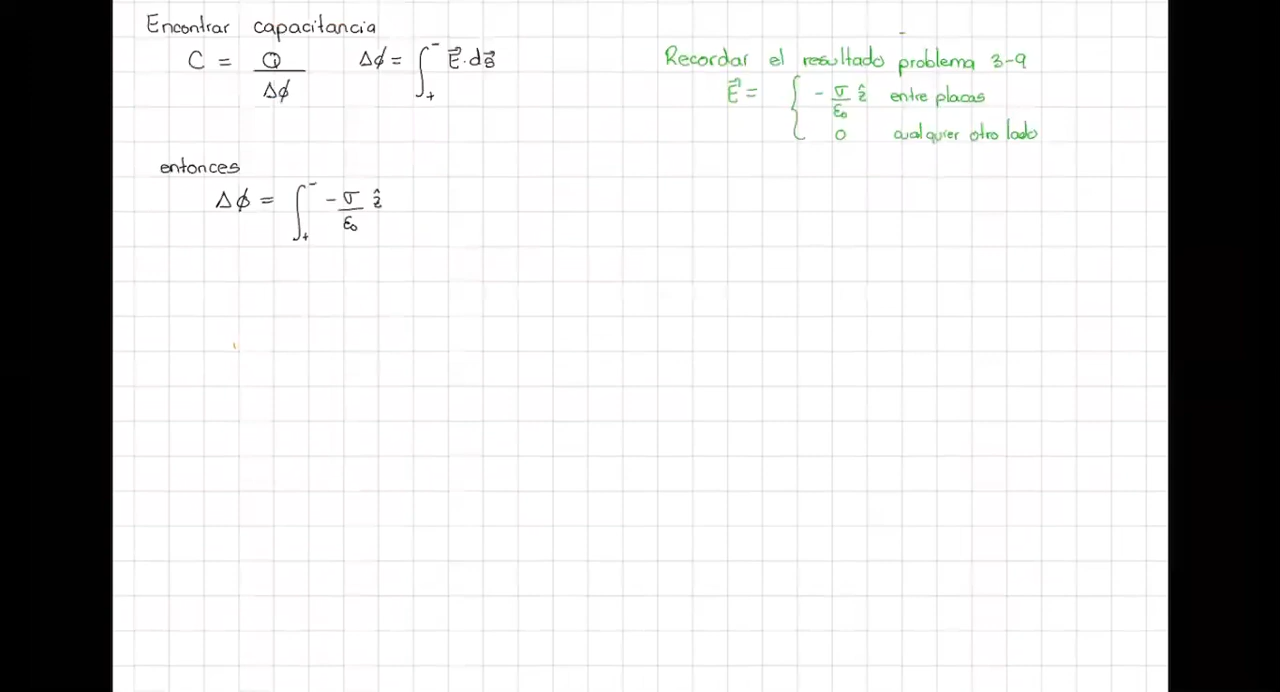 Encontrar capacitancia
C = Q / Δϕ    Δϕ = ∫₊⁻ E⃗ · ds⃗
Recordar el resultado problema 3-9
E⃗ = { - σ/ε₀ ẑ entre placas
0 cualquier otro lado
entonces
Δϕ = ∫₊⁻ - σ/ε₀ ẑ